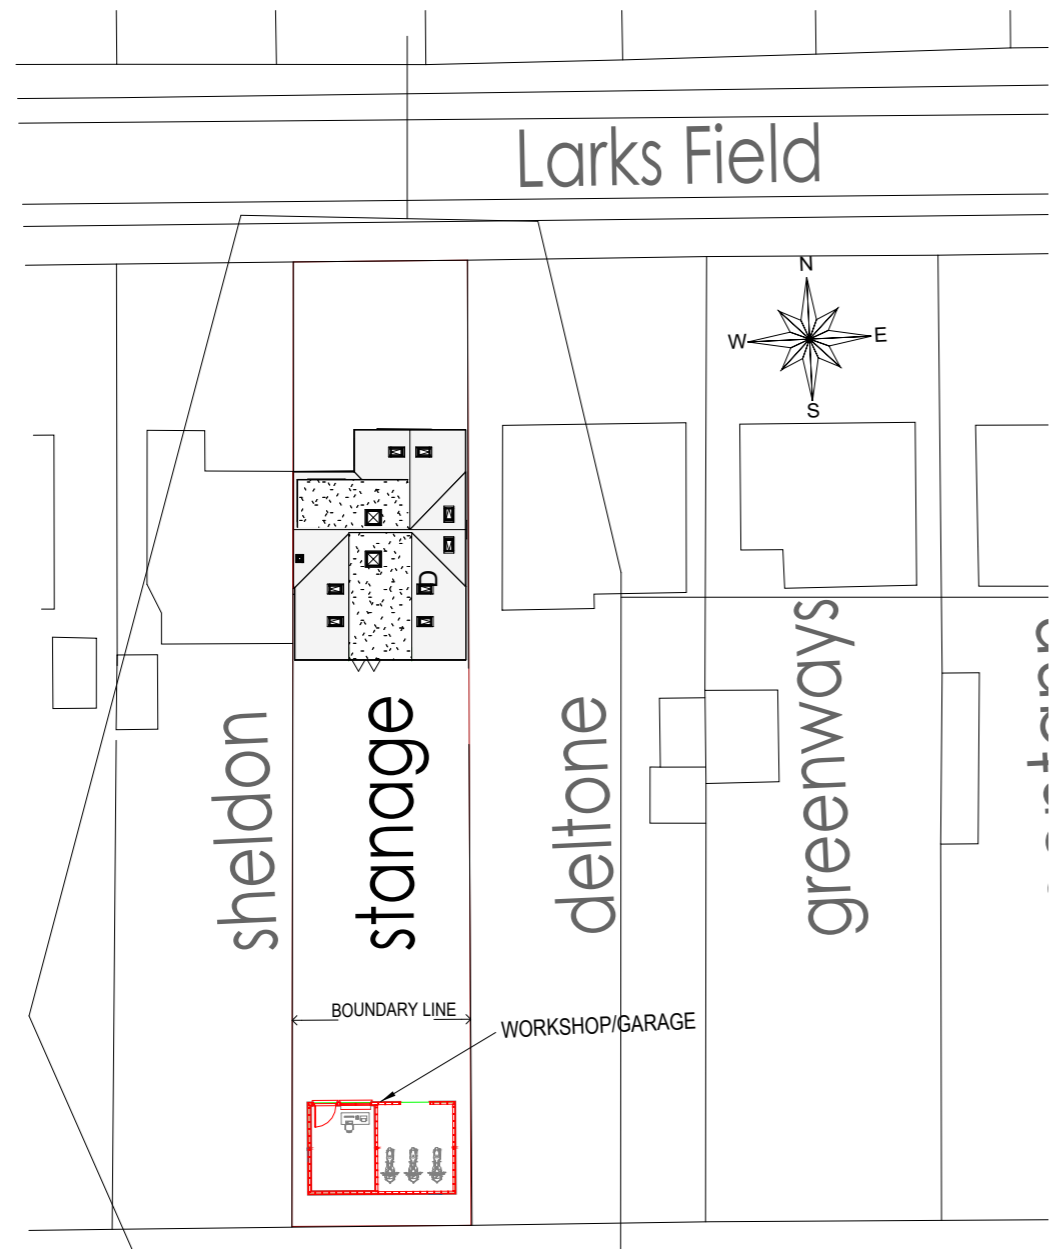 Larks Field
N
W E
S
D
sheldon
stanage
deltone
greenways
BOUNDARY LINE
WORKSHOP/GARAGE